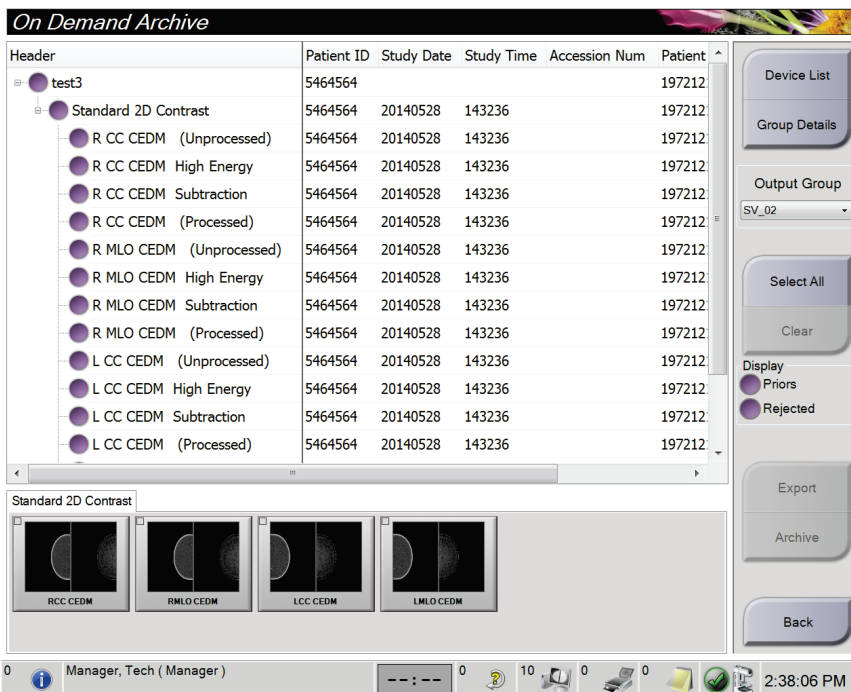 On Demand Archive
Header Patient ID Study Date Study Time Accession Num Patient
test3 5464564 197212
Standard 2D Contrast 5464564 20140528 143236 197212
R CC CEDM (Unprocessed) 5464564 20140528 143236 197212
R CC CEDM High Energy 5464564 20140528 143236 197212
R CC CEDM Subtraction 5464564 20140528 143236 197212
R CC CEDM (Processed) 5464564 20140528 143236 197212
R MLO CEDM (Unprocessed) 5464564 20140528 143236 197212
R MLO CEDM High Energy 5464564 20140528 143236 197212
R MLO CEDM Subtraction 5464564 20140528 143236 197212
R MLO CEDM (Processed) 5464564 20140528 143236 197212
L CC CEDM (Unprocessed) 5464564 20140528 143236 197212
L CC CEDM High Energy 5464564 20140528 143236 197212
L CC CEDM Subtraction 5464564 20140528 143236 197212
L CC CEDM (Processed) 5464564 20140528 143236 197212
Device List
Group Details
Output Group
SV_02
Select All
Clear
Display
Priors
Rejected
Export
Archive
Back
Standard 2D Contrast
RCC CEDM RMLO CEDM LCC CEDM LMLO CEDM
0 Manager, Tech ( Manager ) --:-- 0 10 0 0 2:38:06 PM